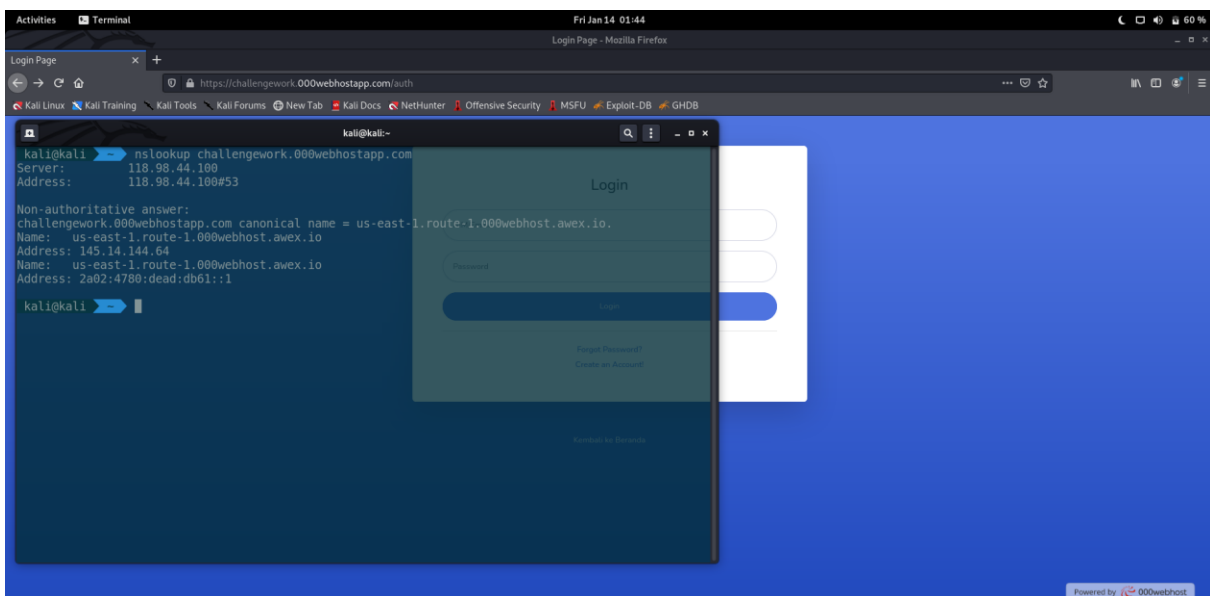 Activities Terminal Fri Jan 14 01:44 60 %
Login Page - Mozilla Firefox
Login Page
https://challengework.000webhostapp.com/auth
Kali Linux Kali Training Kali Tools Kali Forums New Tab Kali Docs NetHunter Offensive Security MSFU Exploit-DB GHDB
kali@kali:~
kali@kali ~ nslookup challengework.000webhostapp.com
Server: 118.98.44.100
Address: 118.98.44.100#53
Non-authoritative answer:
challengework.000webhostapp.com canonical name = us-east-1.route-1.000webhost.awex.io.
Name: us-east-1.route-1.000webhost.awex.io
Address: 145.14.144.64
Name: us-east-1.route-1.000webhost.awex.io
Address: 2a02:4780:dead:db61::1
kali@kali ~
Login
Password
Login
Forgot Password?
Create an Account!
Kembali ke Beranda
Powered by 000webhost